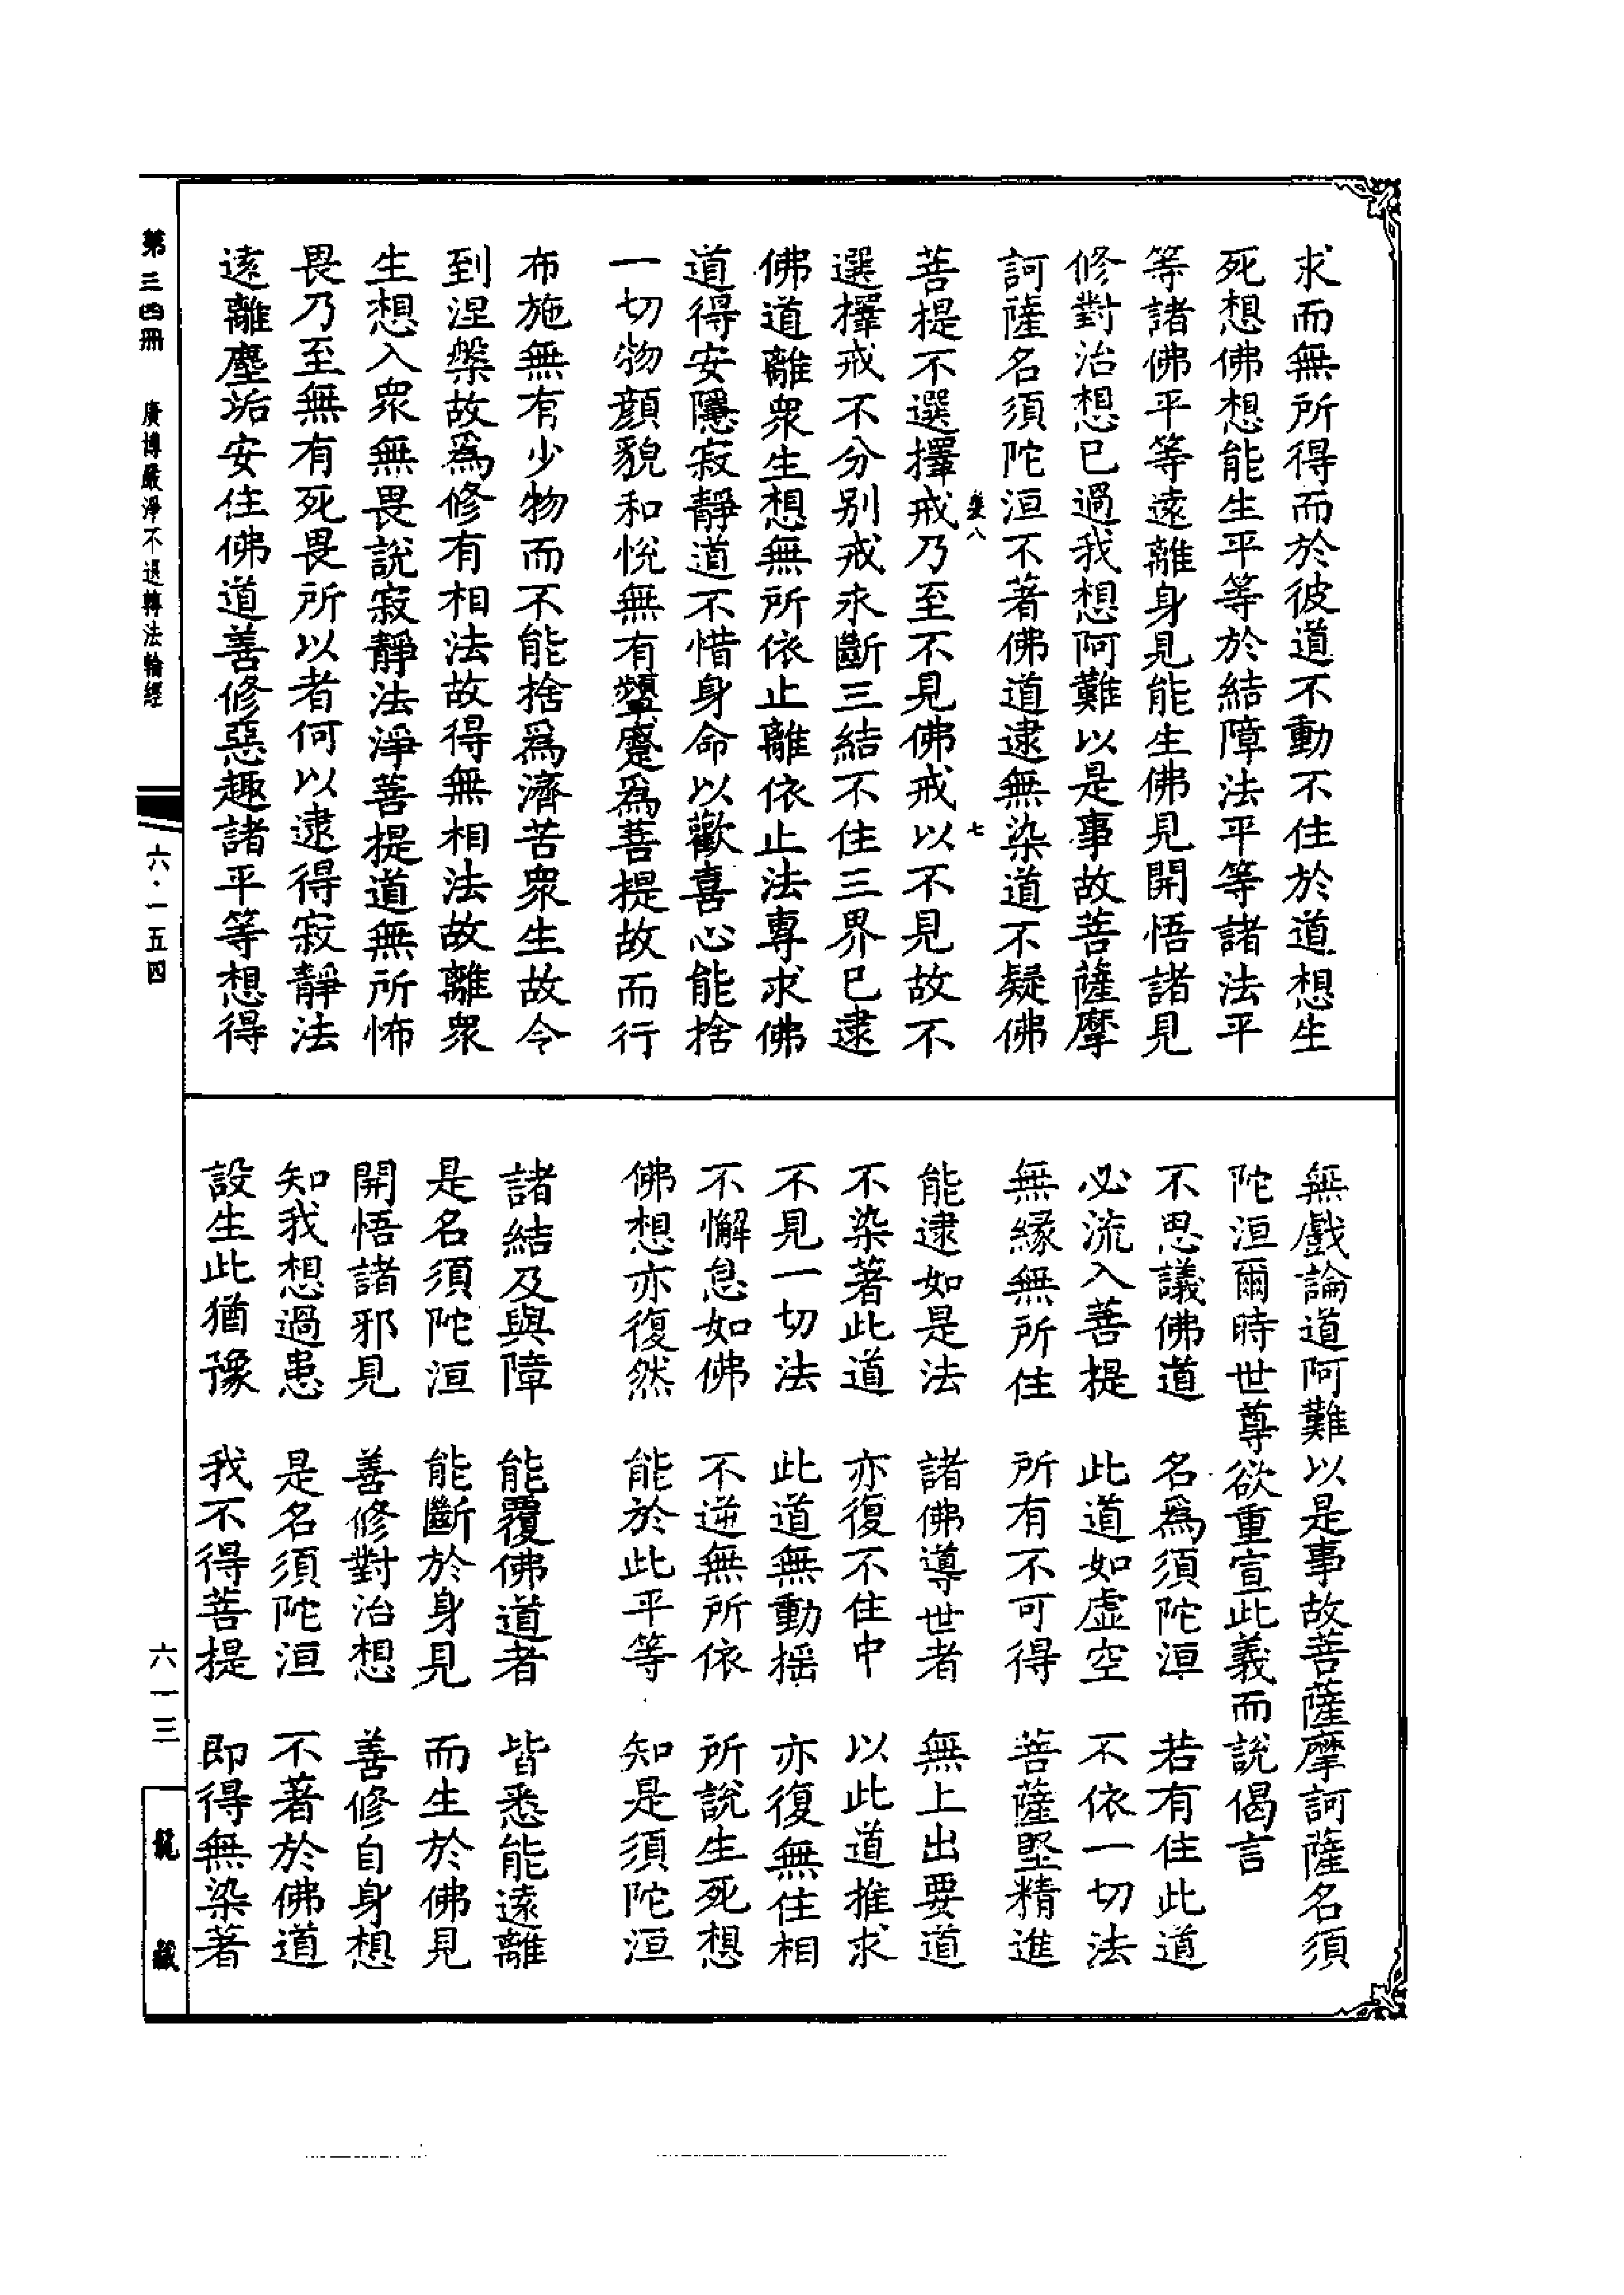 求而無所得而於彼道不動不住於道想生
死想佛想能生平等於結障法平等諸法平
等諸佛平等遠離身見能生佛見開悟諸見
修對治想已過我想阿難以是事故菩薩摩
訶薩名須陀洹不著佛道逮無染道不疑佛
菩提不選擇戒乃至不見佛戒以不見故不
選擇戒不分别戒永斷三結不住三界已逮
佛道離衆生想無所依止離依止法專求佛
道得安隱寂靜道不惜身命以歡喜心能捨
一切物顏貌和悅無有顰蹙爲菩提故而行
布施無有少物而不能捨爲濟苦衆生故令
到涅槃故爲修有相法故得無相法故離衆
生想入衆無畏說寂靜法淨菩提道無所怖
畏乃至無有死畏所以者何以逮得寂靜法
遠離塵垢安住佛道善修惡趣諸平等想得
無戲論道阿難以是事故菩薩摩訶薩名須
陀洹爾時世尊欲重宣此義而說偈言
不思議佛道　名爲須陀洹　若有住此道
必流入菩提　此道如虛空　不依一切法
無緣無所住　所有不可得　菩薩堅精進
能逮如是法　諸佛導世者　無上出要道
不染著此道　亦復不住中　以此道推求
不見一切法　此道無動搖　亦復無住相
不懈怠如佛　不逆無所依　所說生死想
佛想亦復然　能於此平等　知是須陀洹
諸結及與障　能覆佛道者　皆悉能遠離
是名須陀洹　能斷於身見　而生於佛見
開悟諸邪見　善修對治想　善修自身想
知我想過患　是名須陀洹　不著於佛道
設生此猶豫　我不得菩提　即得無染著
第三四冊　廣博嚴淨不退轉法輪經
六·一五四
六一三
龍藏
八
七